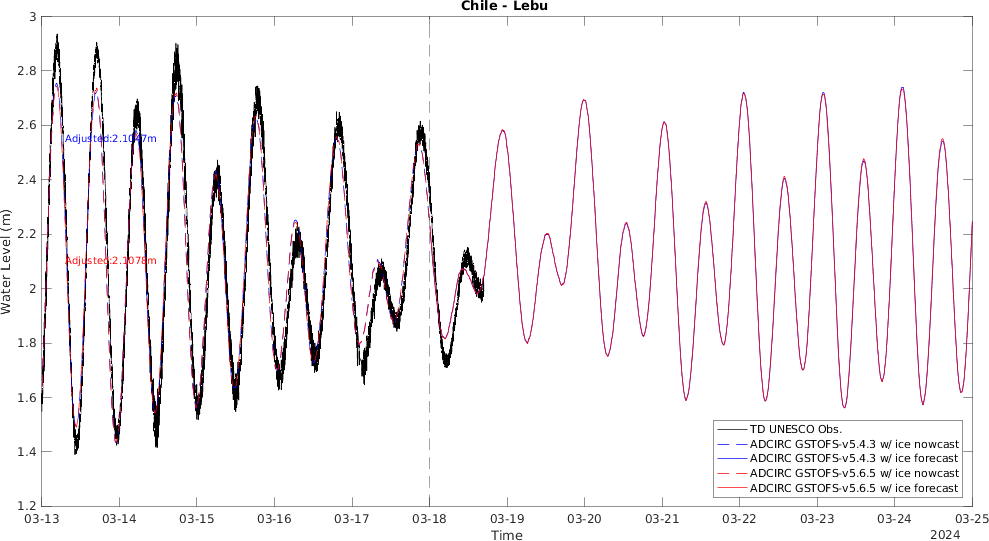 Chile - Lebu
3
2.8
2.6
2.4
2.2
2
1.8
1.6
1.4
1.2
Water Level (m)
Adjusted:2.1047m
Adjusted:2.1078m
TD UNESCO Obs.
ADCIRC GSTOFS-v5.4.3 w/ ice nowcast
ADCIRC GSTOFS-v5.4.3 w/ ice forecast
ADCIRC GSTOFS-v5.6.5 w/ ice nowcast
ADCIRC GSTOFS-v5.6.5 w/ ice forecast
03-13 03-14 03-15 03-16 03-17 03-18 03-19 03-20 03-21 03-22 03-23 03-24 03-25
Time
2024